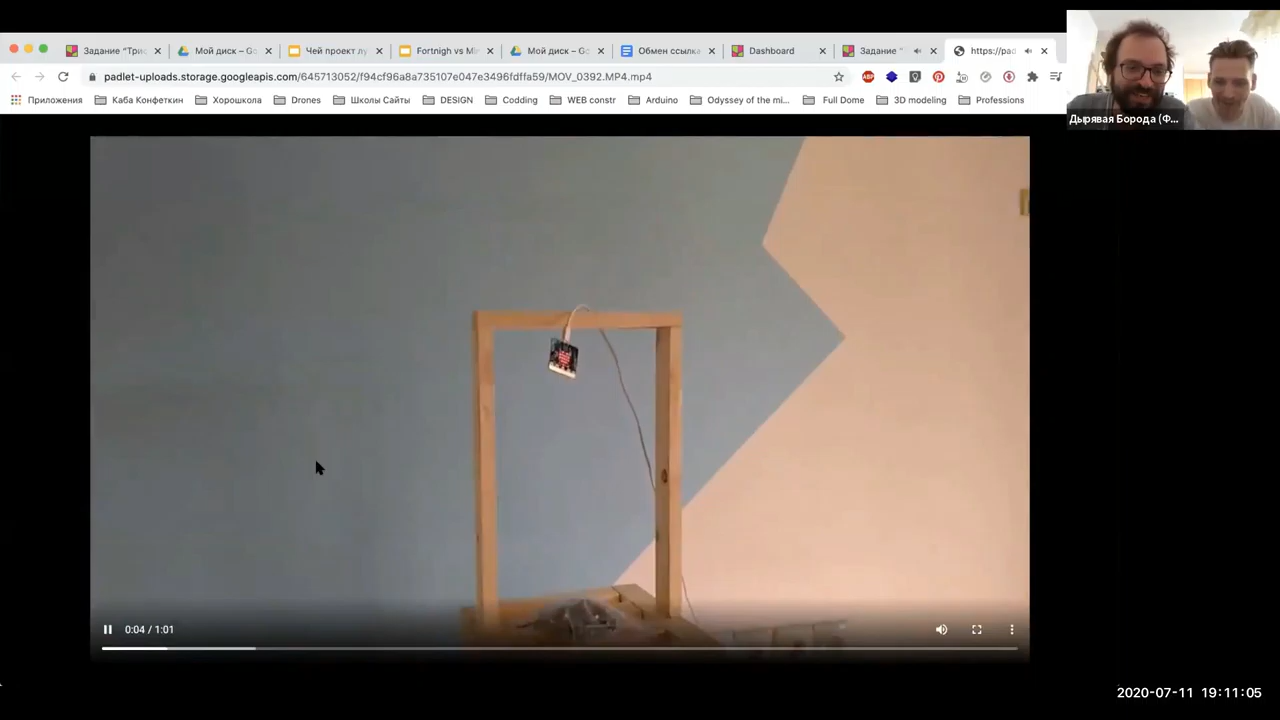 Задание "Трис
Мой диск – Go
Чей проект лу
Fortnigh vs Min
Мой диск – Go
Обмен ссылка
Dashboard
Задание "
https://pad
padlet-uploads.storage.googleapis.com/645713052/f94cf96a8a735107e047e3496fdffa59/MOV_0392.MP4.mp4
ABP
Приложения
Каба Конфеткин
Хорошкола
Drones
Школы Сайты
DESIGN
Codding
WEB constr
Arduino
Odyssey of the mi...
Full Dome
3D modeling
Professions
Дырявая Борода (Ф...
0:04 / 1:01
2020-07-11 19:11:05